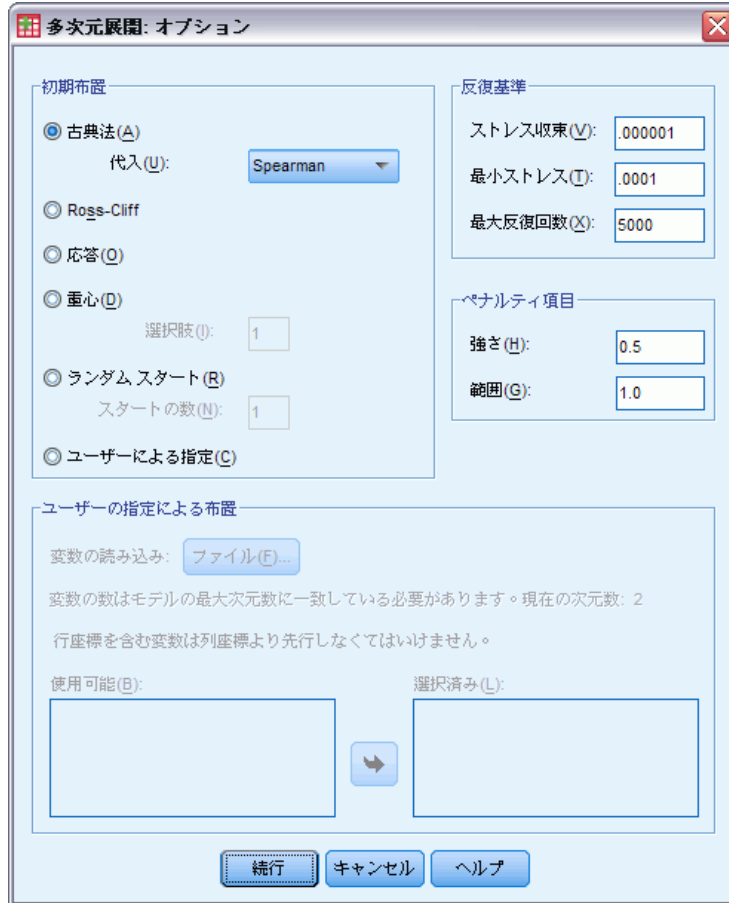 多次元展開: オプション
初期布置
古典法(A)
代入(U): Spearman
Ross-Cliff
応答(O)
重心(D)
選択肢(I): 1
ランダム スタート(R)
スタートの数(N): 1
ユーザーによる指定(C)
反復基準
ストレス収束(V): .000001
最小ストレス(T): .0001
最大反復回数(X): 5000
ペナルティ項目
強さ(H): 0.5
範囲(G): 1.0
ユーザーの指定による布置
変数の読み込み: ファイル(F)...
変数の数はモデルの最大次元数に一致している必要があります。現在の次元数: 2
行座標を含む変数は列座標より先行しなくてはいけません。
使用可能(B): 選択済み(L):
続行 キャンセル ヘルプ